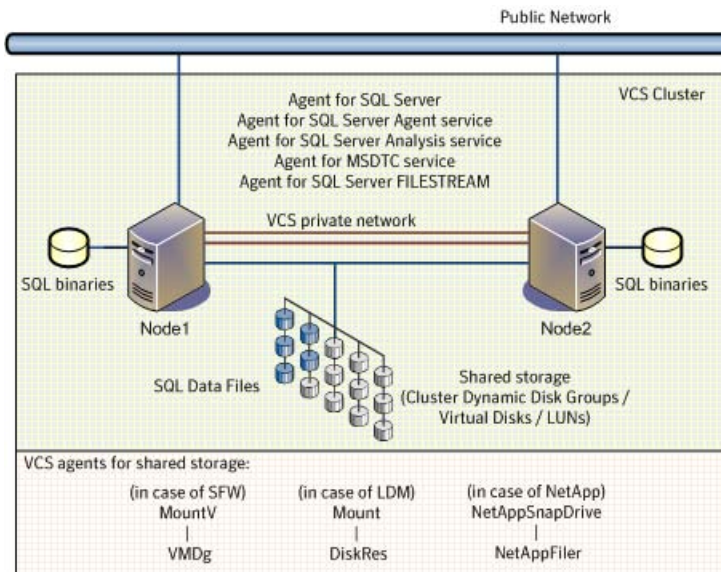 Public Network
VCS Cluster
Agent for SQL Server
Agent for SQL Server Agent service
Agent for SQL Server Analysis service
Agent for MSDTC service
Agent for SQL Server FILESTREAM
VCS private network
SQL binaries
SQL binaries
Node1
Node2
SQL Data Files
Shared storage
(Cluster Dynamic Disk Groups /
Virtual Disks / LUNs)
VCS agents for shared storage:
(in case of SFW)
MountV
|
VMDg
(in case of LDM)
Mount
|
DiskRes
(in case of NetApp)
NetAppSnapDrive
|
NetAppFiler